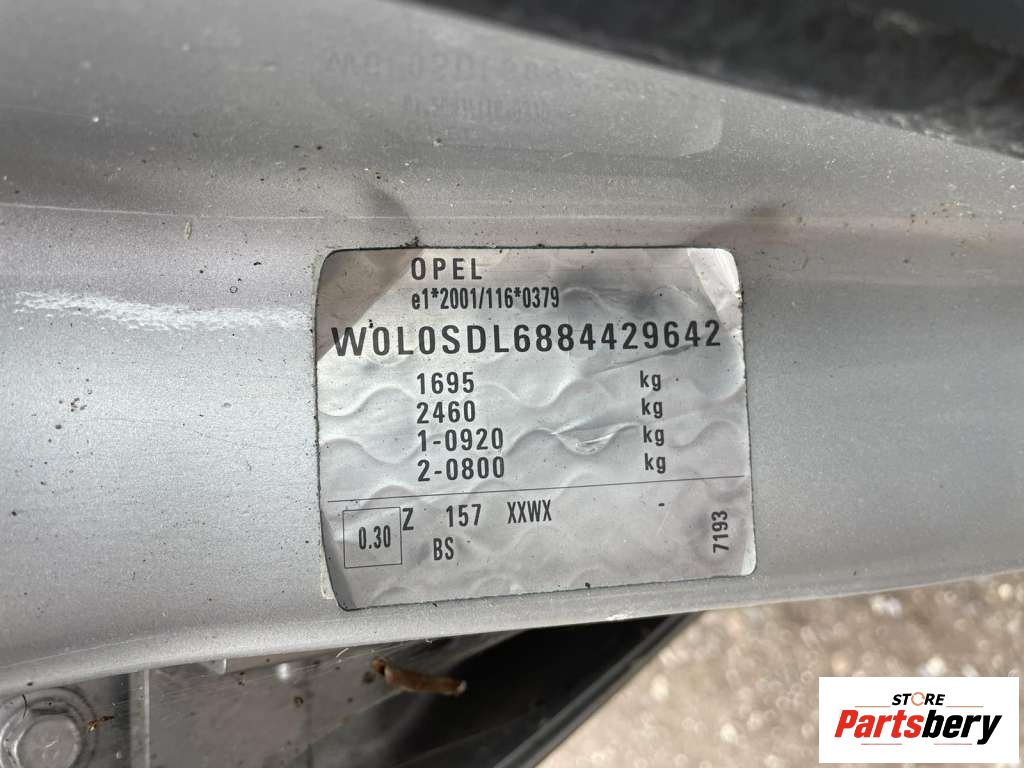 OPEL
e1*2001/116*0379
W0L0SDL6884429642
1695 kg
2460 kg
1-0920 kg
2-0800 kg
0.30 Z 157 XXWX -
BS
7193
STORE
Partsbery